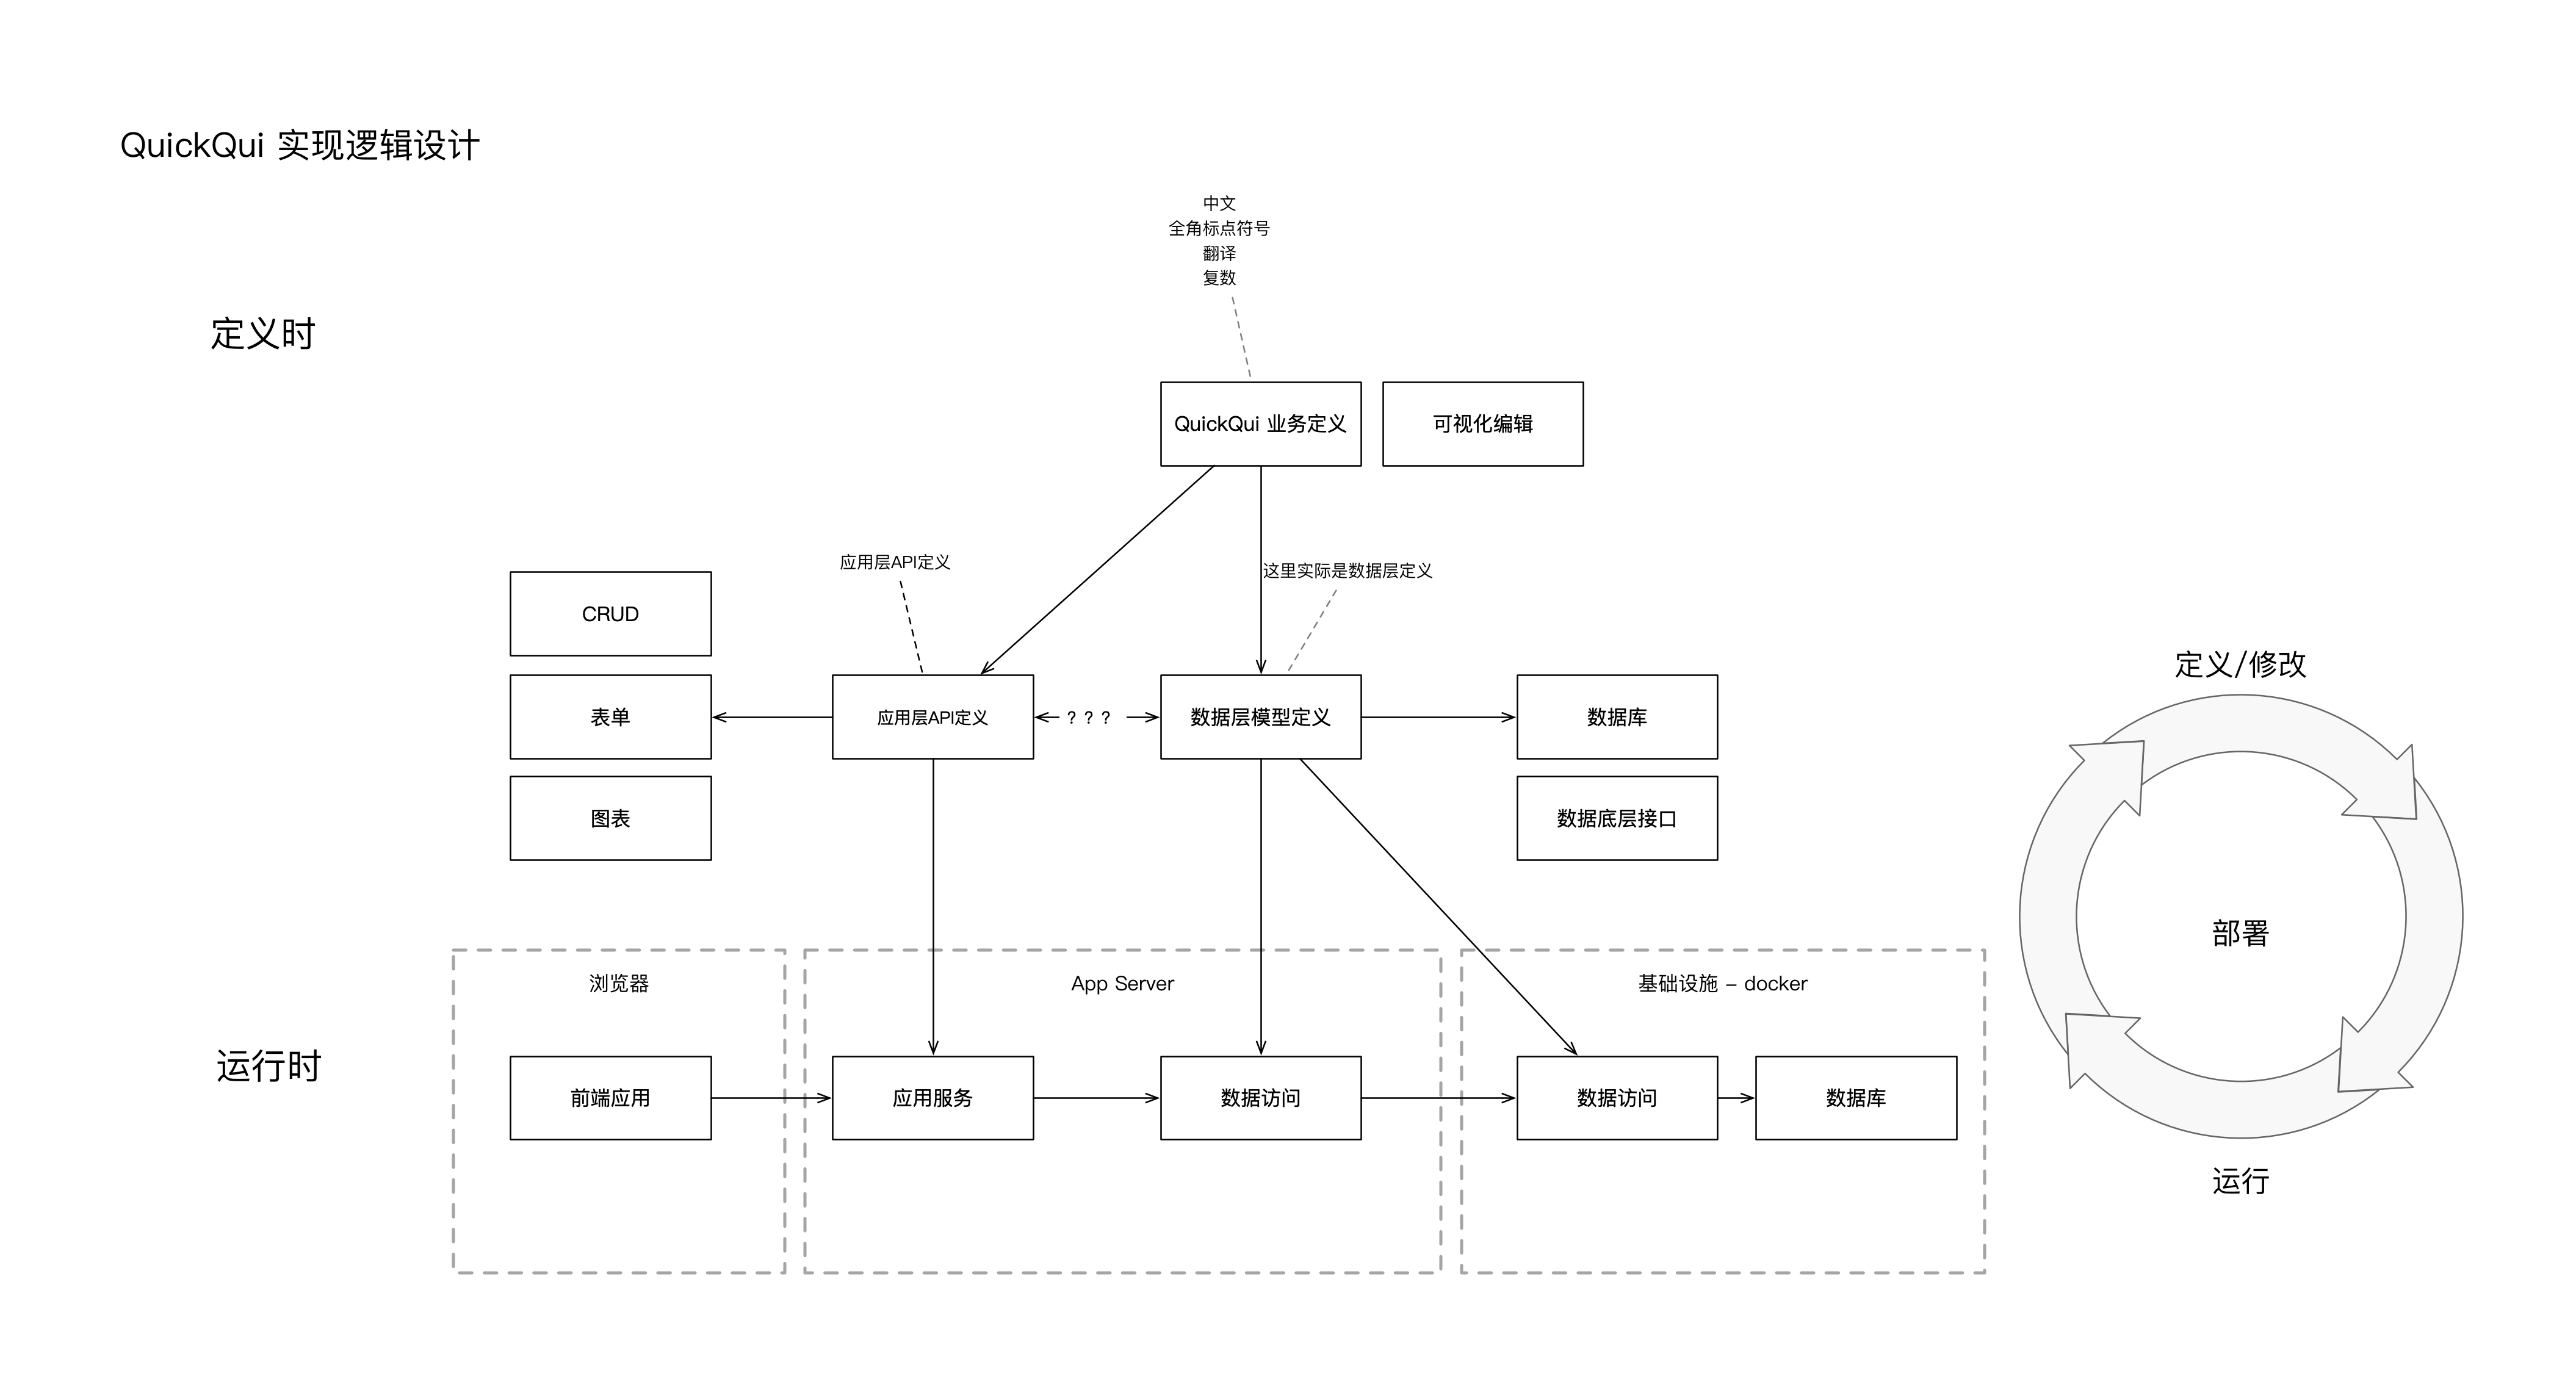 QuickQui 实现逻辑设计
中文
全角标点符号
翻译
复数
定义时
QuickQui 业务定义
可视化编辑
应用层API定义
这里实际是数据层定义
CRUD
表单
应用层API定义
? ? ?
数据层模型定义
数据库
图表
数据底层接口
定义/修改
部署
运行
运行时
浏览器
App Server
基础设施 – docker
前端应用
应用服务
数据访问
数据访问
数据库